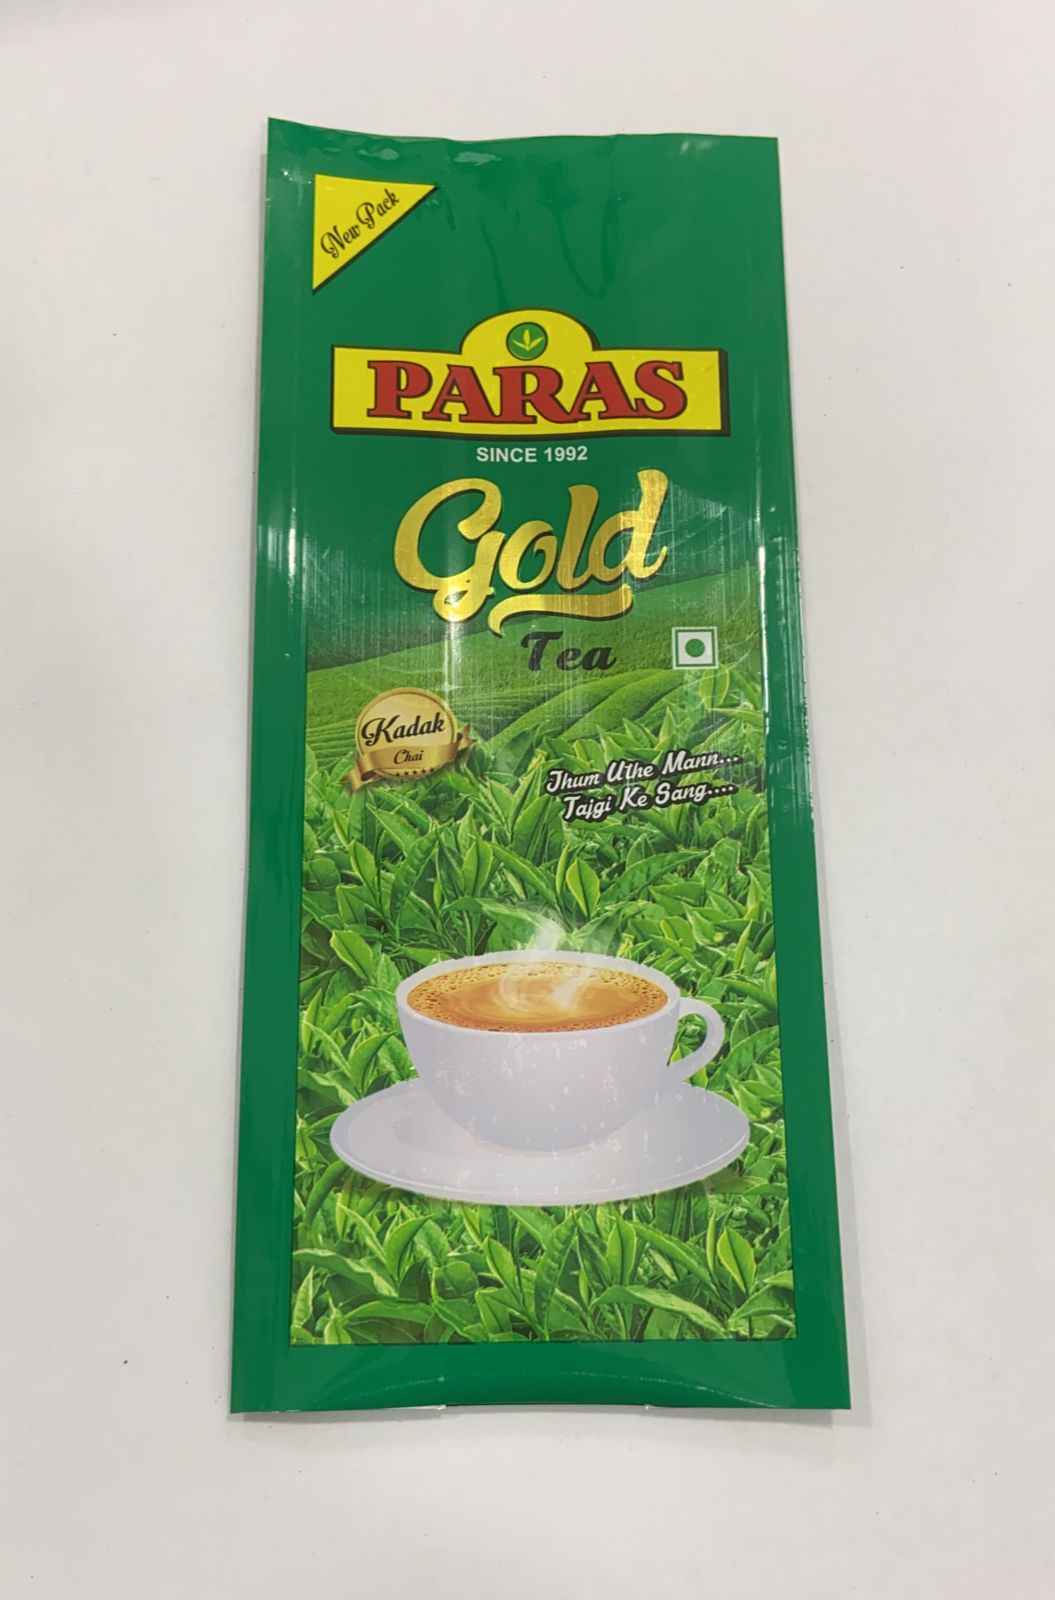 New Pack
PARAS
SINCE 1992
Gold
Tea
Kadak
Chai
Jhum Uthe Mann...
Tajgi Ke Sang....